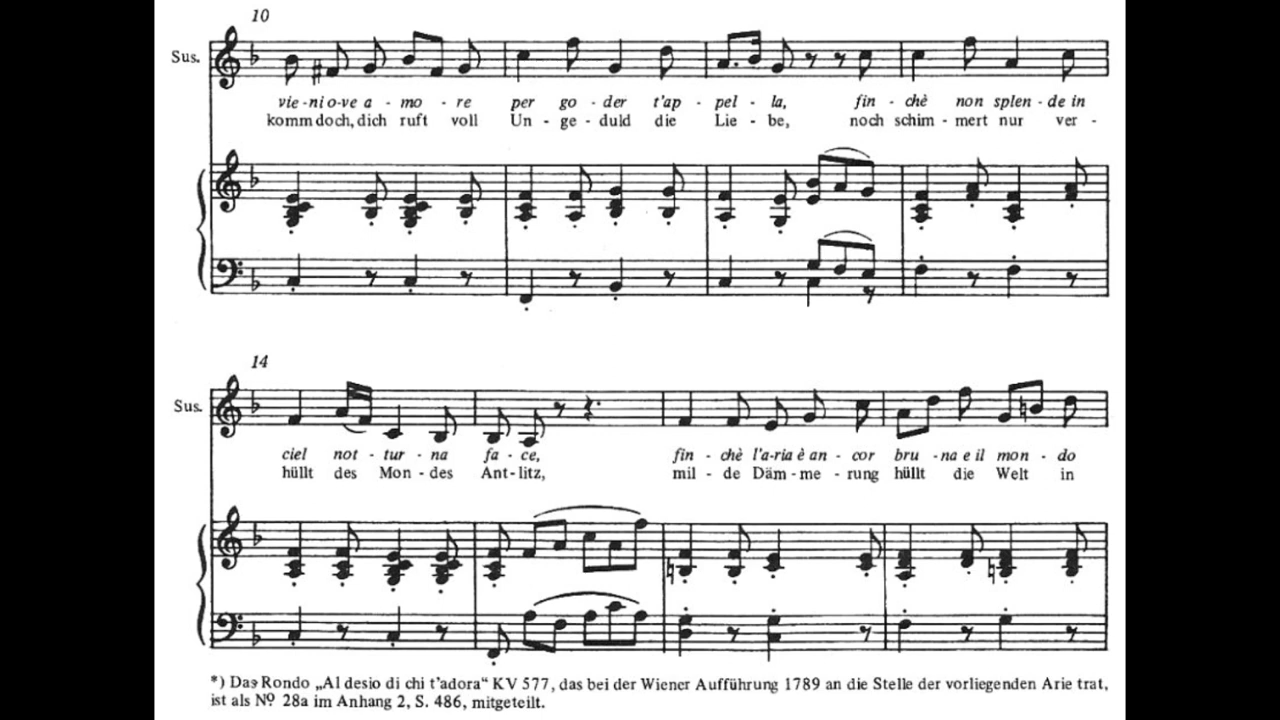 10
Sus.
vie-ni o-ve a - mo - re per go - der t'ap - pel - la, fin - chè non splen-de in
komm doch, dich ruft voll Un - ge - duld die Lie - be, noch schim - mert nur ver -
14
Sus.
ciel not - tur - na fa - ce, fin - chè l'a-ria è an - cor bru - na e il mon - do
hüllt des Mon - des Ant-litz, mil - de Däm-me - rung hüllt die Welt in
*) Das Rondo „Al desio di chi t'adora“ KV 577, das bei der Wiener Aufführung 1789 an die Stelle der vorliegenden Arie trat,
ist als Nº 28a im Anhang 2, S. 486, mitgeteilt.